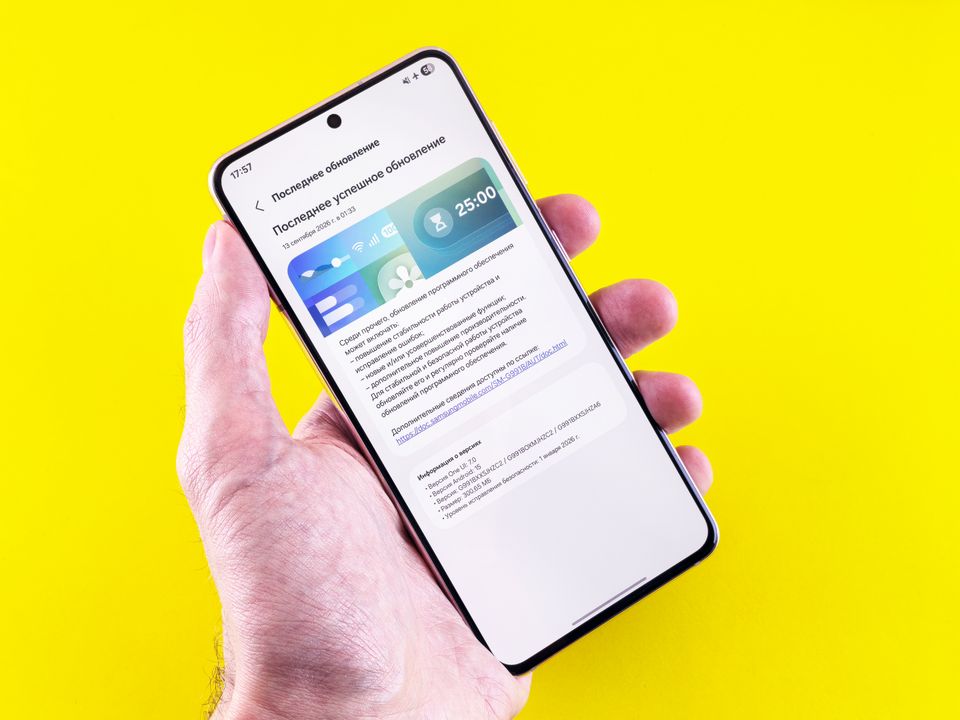 17:57
Последнее обновление
Последнее успешное обновление
13 сентября 2026 г. в 01:33
25:00
Среди прочего, обновление программного обеспечения
может включать:
– повышение стабильности работы устройства и
исправление ошибок;
– новые и/или усовершенствованные функции;
– дополнительное повышение производительности.
Для стабильной и безопасной работы устройства
обновляйте его и регулярно проверяйте наличие
обновлений программного обеспечения.
Дополнительные сведения доступны по ссылке:
https://doc.samsungmobile.com/SM-G991B/AUT/doc.html
Информация о версиях
• Версия One UI: 7.0
• Версия Android: 15
• Версия: G991BXXSJHZC2 / G991BOXMJHZC2 / G991BXXSJHZA6
• Размер: 300,65 МБ
• Уровень исправления безопасности: 1 января 2026 г.